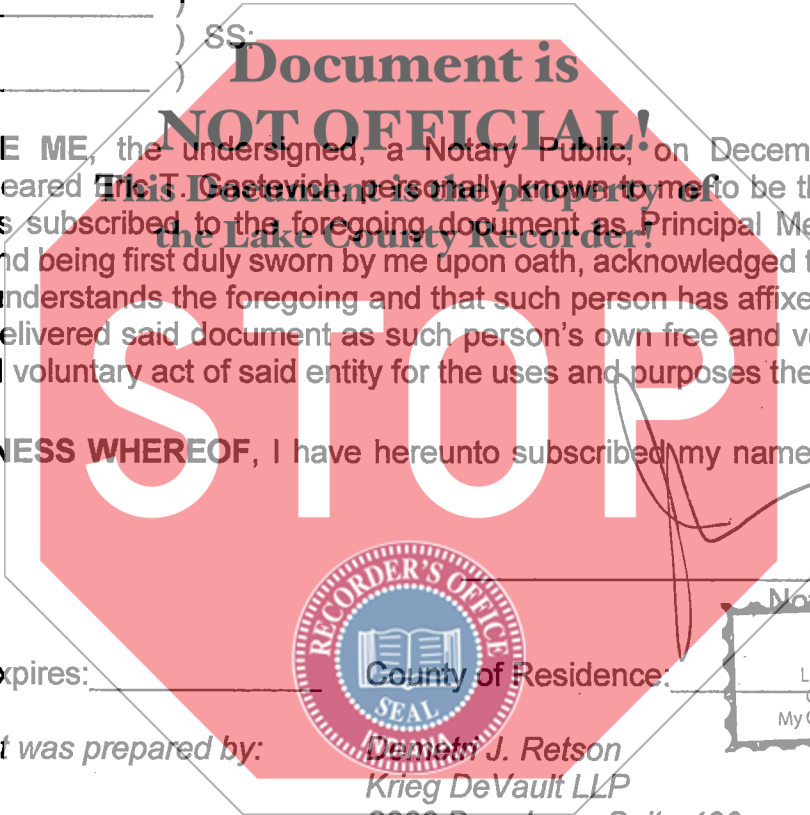 ) SS:
Document is
NOT OFFICIAL!
This Document is the property of
the Lake County Recorder!
E ME, the undersigned, a Notary Public, on Decem
eared Eric T. Gastevich, personally known to me to be th
s subscribed to the foregoing document as Principal Me
nd being first duly sworn by me upon oath, acknowledged t
nderstands the foregoing and that such person has affixe
elivered said document as such person's own free and v
voluntary act of said entity for the uses and purposes the
STOP
NESS WHEREOF, I have hereunto subscribed my name
RECORDER'S OFFICE
SEAL
No
xpires:
County of Residence:
My
t was prepared by:
Demetri J. Retson
Krieg DeVault LLP